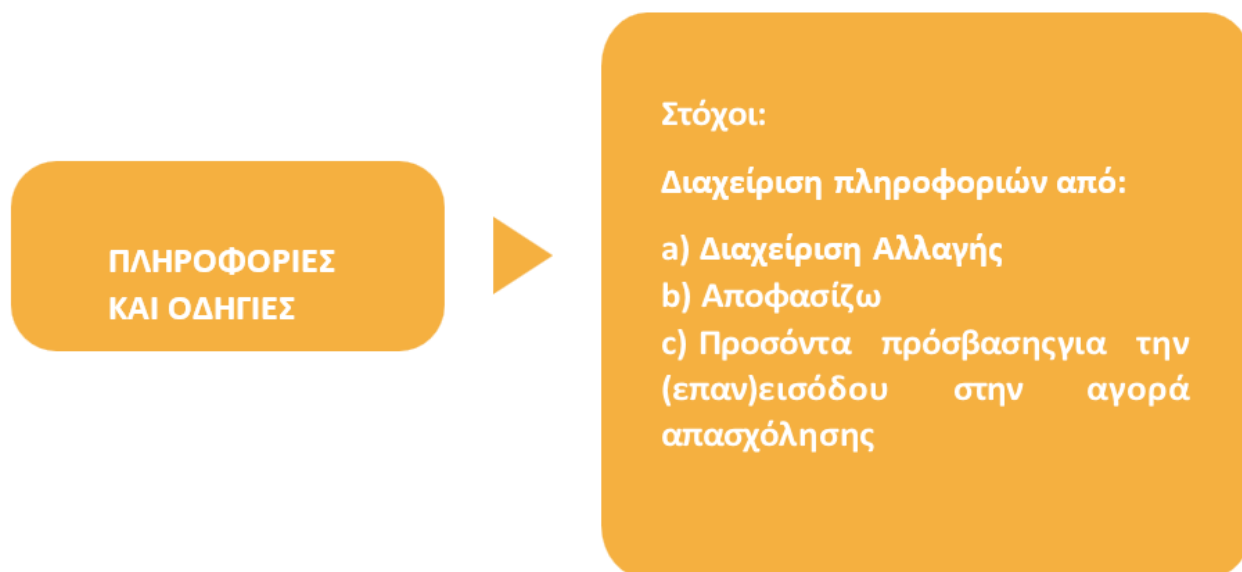 ΠΛΗΡΟΦΟΡΙΕΣ
ΚΑΙ ΟΔΗΓΙΕΣ
Στόχοι:
Διαχείριση πληροφοριών από:
a) Διαχείριση Αλλαγής
b) Αποφασίζω
c) Προσόντα πρόσβασηςγια την
(επαν)εισόδου στην αγορά
απασχόλησης